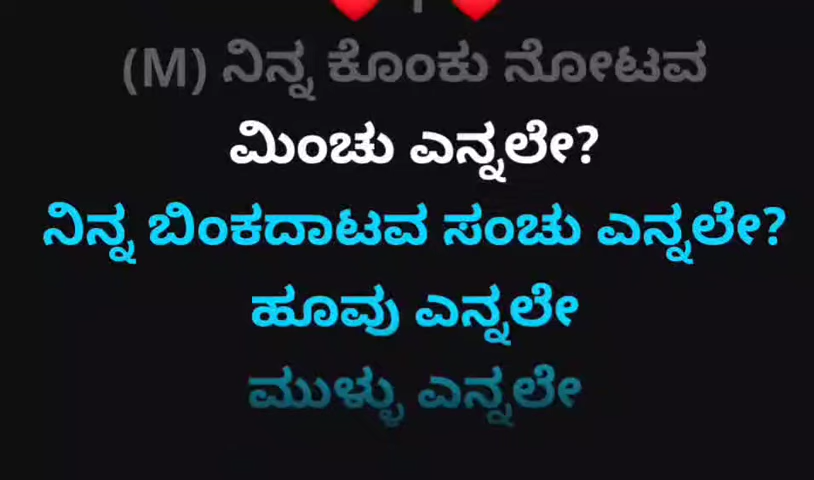 (M) ನಿನ್ನ ಕೊಂಕು ನೋಟವ
ಮಿಂಚು ಎನ್ನಲೇ?
ನಿನ್ನ ಬಿಂಕದಾಟವ ಸಂಚು ಎನ್ನಲೇ?
ಹೂವು ಎನ್ನಲೇ
ಮುಳ್ಳು ಎನ್ನಲೇ